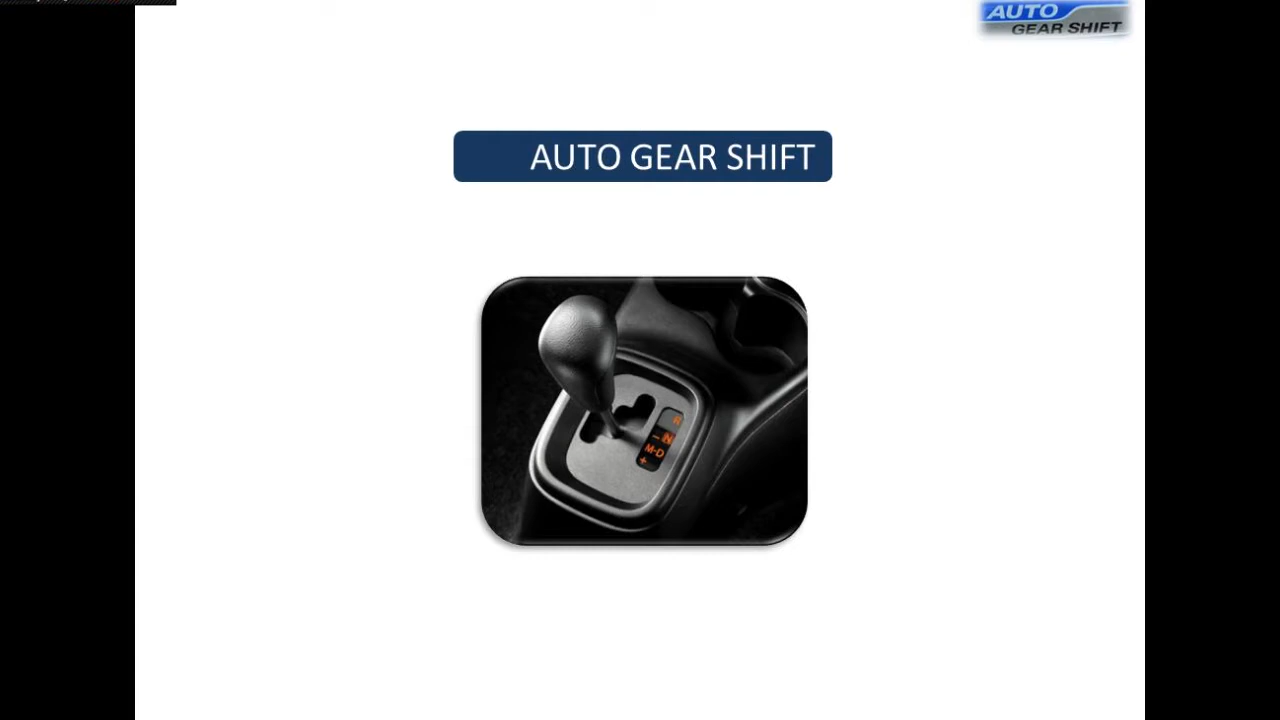 AUTO
GEAR SHIFT
AUTO GEAR SHIFT
R
– N
M-D
+